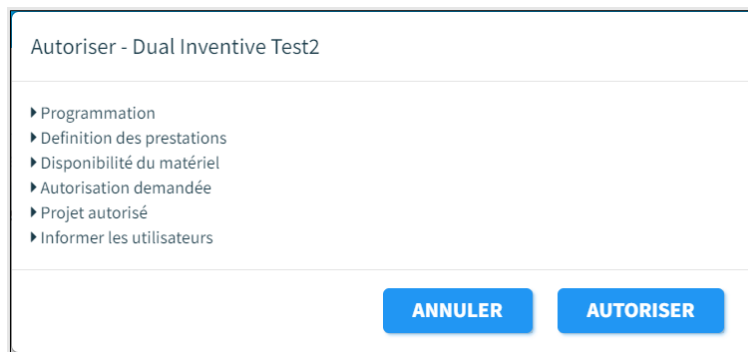 Autoriser - Dual Inventive Test2
Programmation
Definition des prestations
Disponibilité du matériel
Autorisation demandée
Projet autorisé
Informer les utilisateurs
ANNULER AUTORISER